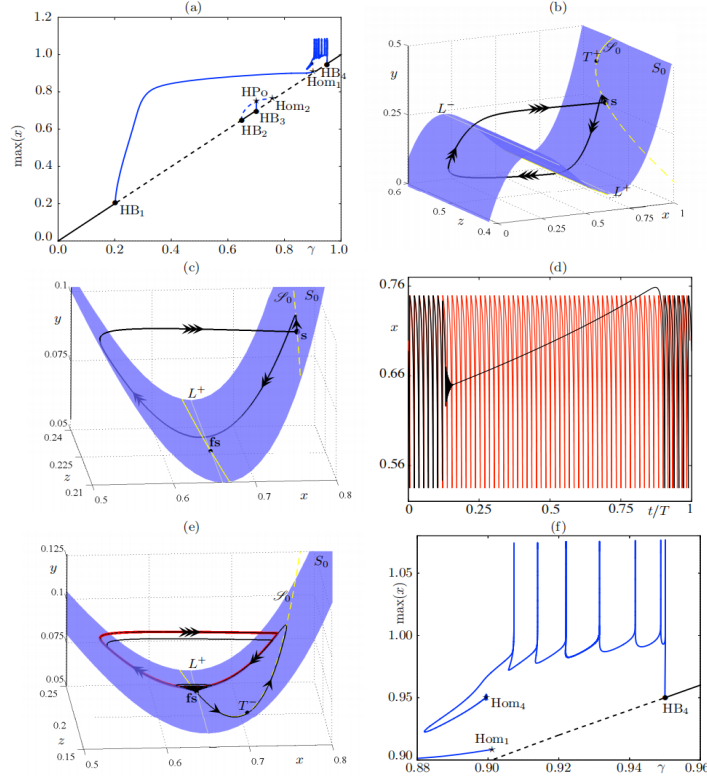 (a)
1.2
1.0
0.8
0.6
0.4
0.2
0.0
max(x)
0.0
0.2
0.4
0.6
0.8
γ
1.0
HB₁
HB₂
HB₃
HPo
Hom₂
Hom₁
HB₄
(b)
0.5
y
0.25
0
0.6
0.5
z
0.4
0
0.25
0.5
0.75
x
1
L⁻
L⁺
T⁺
𝒮₀
S₀
s
(c)
0.1
y
0.075
0.05
0.24
0.225
z
0.21
0.5
0.6
0.7
x
0.8
L⁺
fs
s
𝒮₀
S₀
(d)
0.76
x
0.66
0.56
0
0.25
0.5
0.75
t/T
1
(e)
0.125
y
0.1
0.075
0.05
0.25
0.2
z
0.15
0.5
0.6
0.7
x
0.8
L⁺
fs
T⁻
𝒮₀
S₀
(f)
1.05
1.00
0.95
0.90
max(x)
0.88
0.90
0.92
0.94
γ
0.96
Hom₄
Hom₁
HB₄